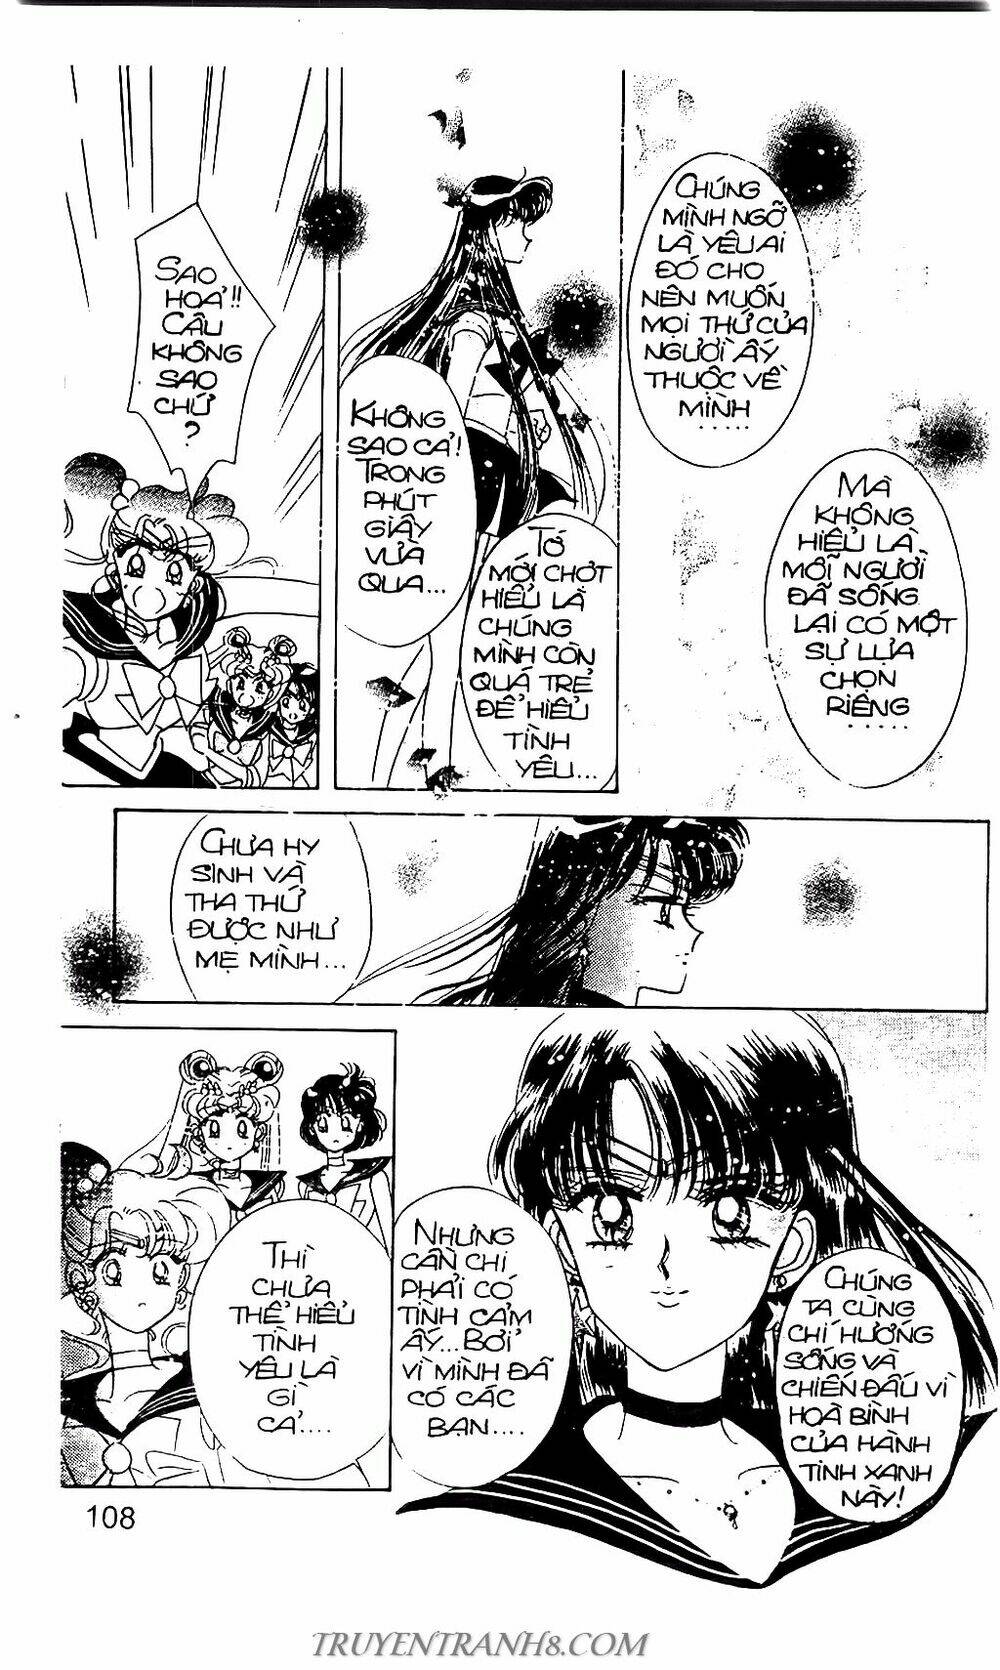 SAO
HOẢ!!
CẬU
KHÔNG
SAO
CHỨ
?
KHÔNG
SAO CẢ!
TRONG
PHÚT
GIÂY
VỪA
QUA...
TỚ
MỚI CHỢT
HIỂU LÀ
CHÚNG
MÌNH CÒN
QUÁ TRẺ
ĐỂ HIỂU
TÌNH
YÊU...
CHÚNG
MÌNH NGỠ
LÀ YÊU AI
ĐÓ CHO
NÊN MUỐN
MỌI THỨ CỦA
NGƯỜI ẤY
THUỘC VỀ
MÌNH
.....
MÀ
KHÔNG
HIỂU LÀ
MỖI NGƯỜI
ĐÃ SỐNG
LẠI CÓ MỘT
SỰ LỰA
CHỌN
RIÊNG
.....
CHƯA HY
SINH VÀ
THA THỨ
ĐƯỢC NHƯ
MẸ MÌNH...
THÌ
CHƯA
THỂ HIỂU
TÌNH
YÊU LÀ
GÌ
CẢ....
NHƯNG
CẦN CHI
PHẢI CÓ
TÌNH CẢM
ẤY...BỞI
VÌ MÌNH ĐÃ
CÓ CÁC
BẠN....
CHÚNG
TA CÙNG
CHÍ HƯỚNG
SỐNG VÀ
CHIẾN ĐẤU VÌ
HOÀ BÌNH
CỦA HÀNH
TINH XANH
NÀY!
108
TRUYENTRANH8.COM